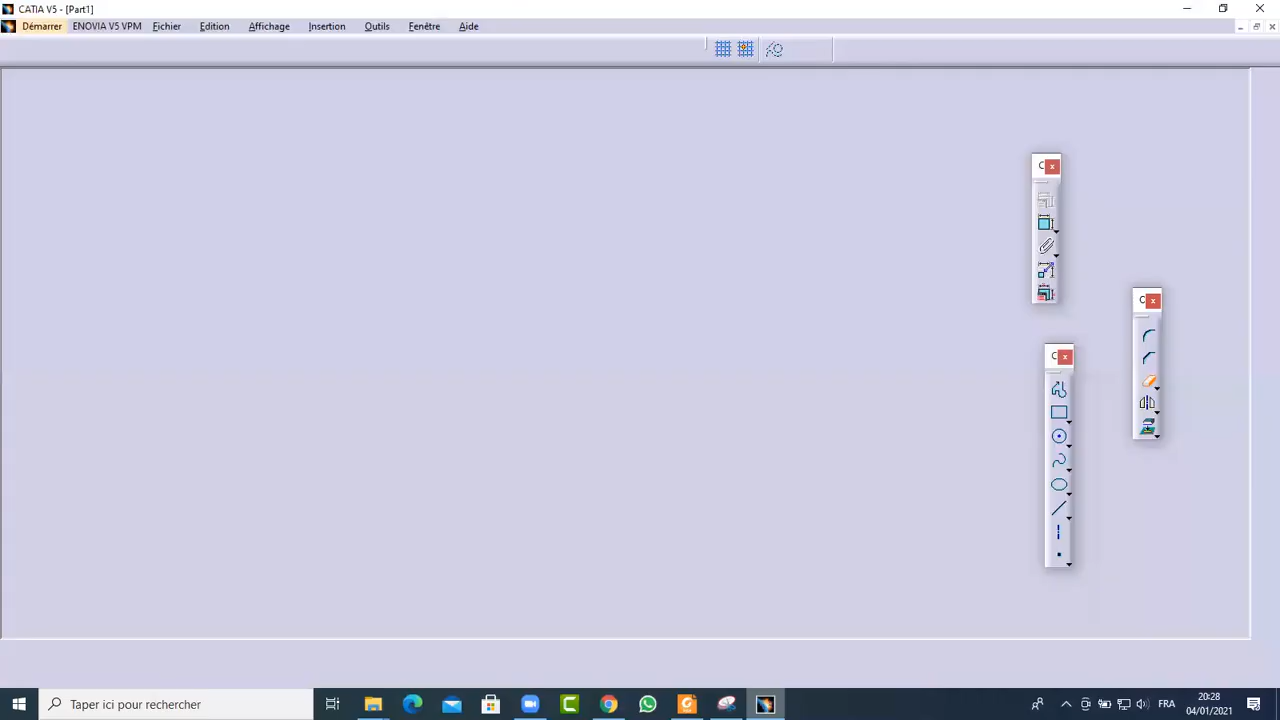 CATIA V5 - [Part1]
Démarrer ENOVIA V5 VPM Fichier Edition Affichage Insertion Outils Fenêtre Aide
C x
C x
C x
Taper ici pour rechercher
FRA
20:28
04/01/2021